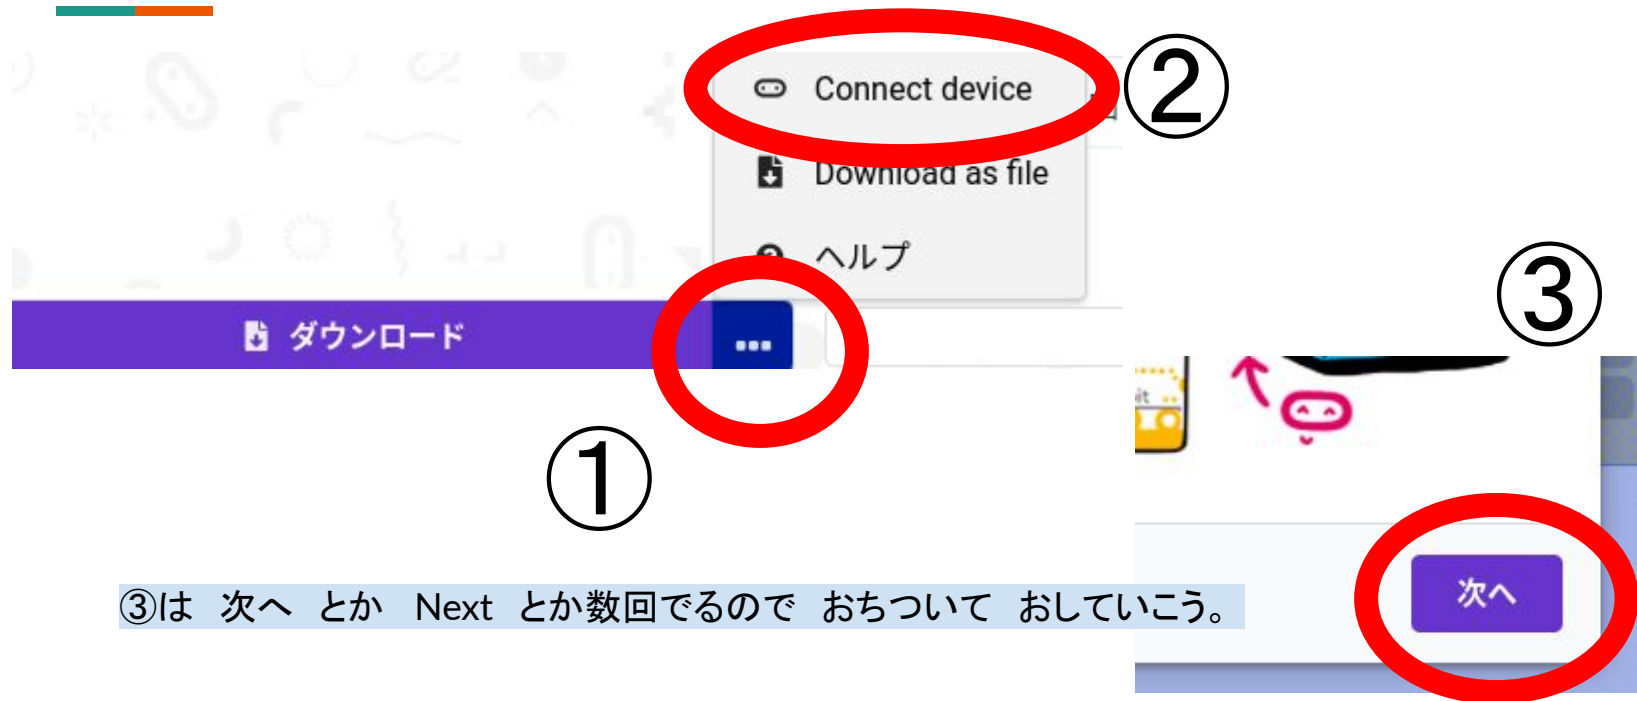 Connect device
②
Download as file
ヘルプ
ダウンロード
①
③
it
次へ
③は 次へ とか Next とか数回でるので おちついて おしていこう。